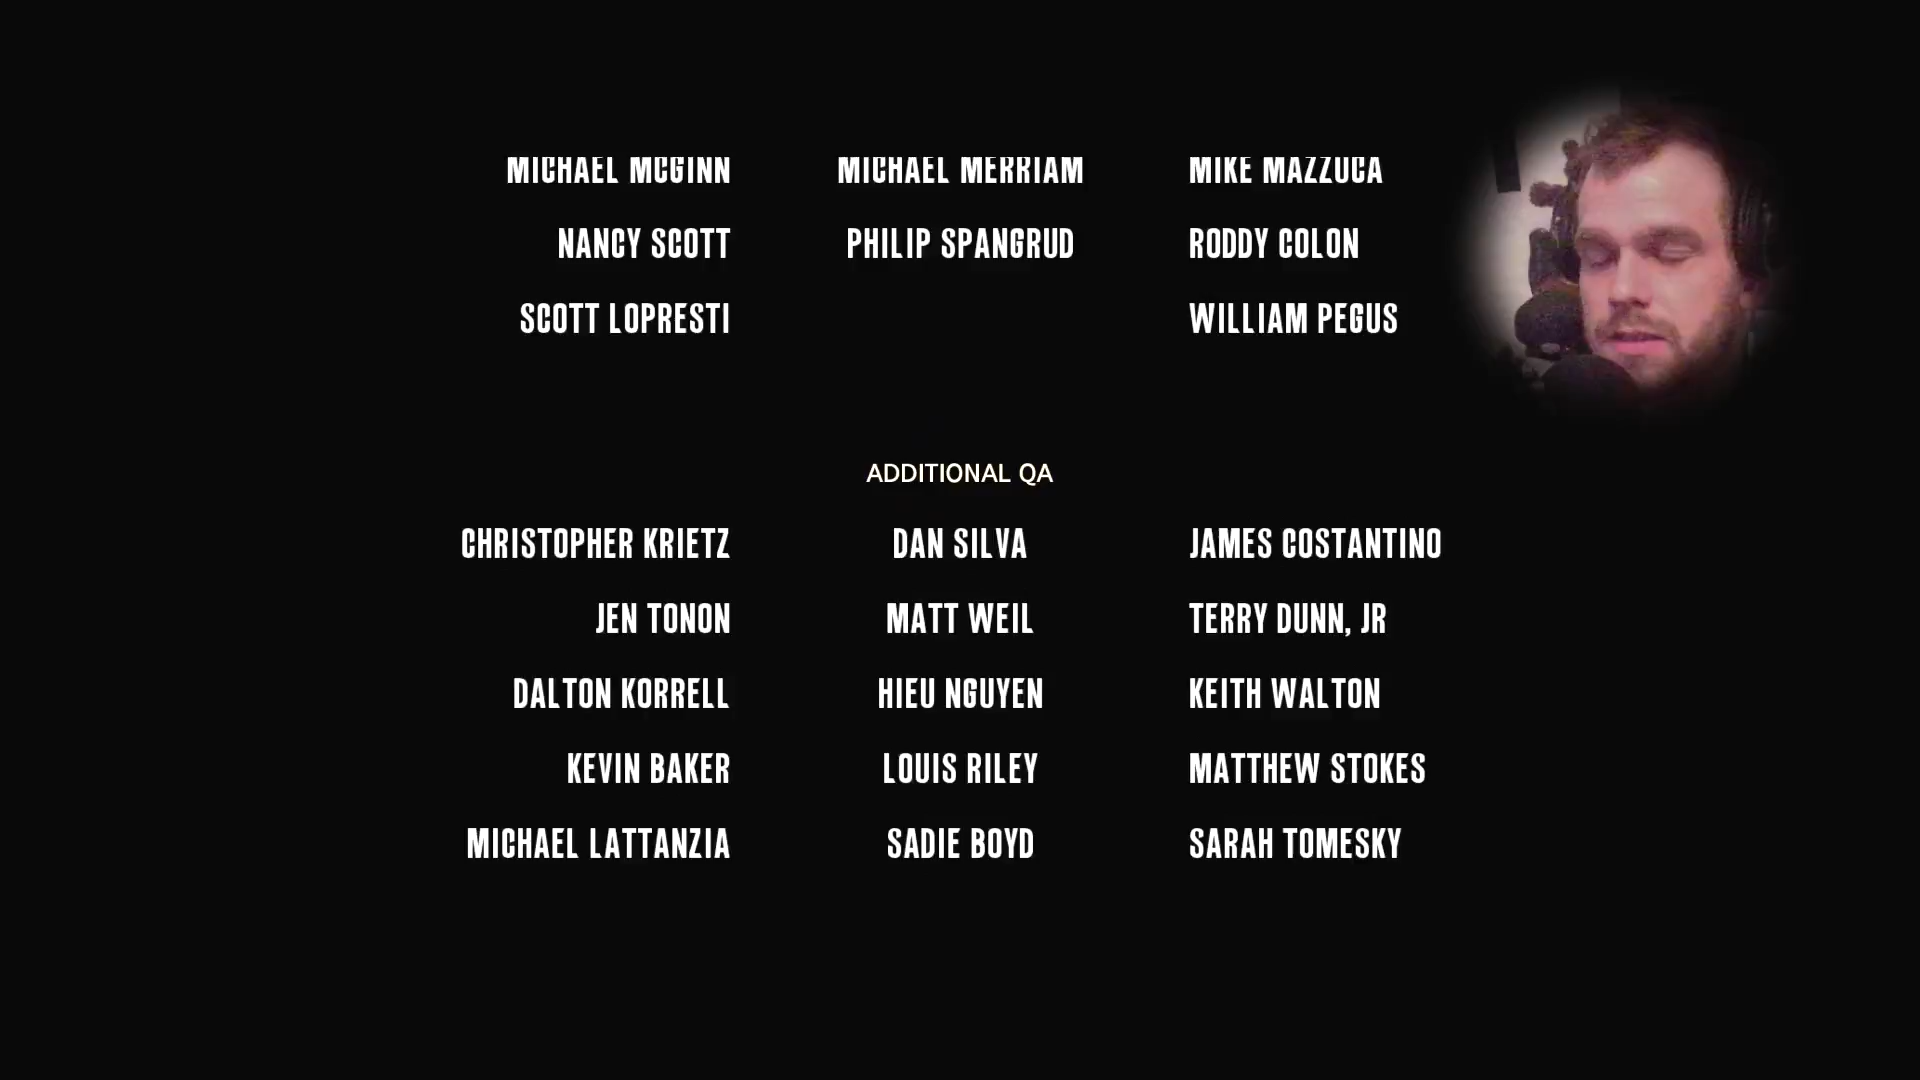 MICHAEL MCGINN MICHAEL MERRIAM MIKE MAZZUCA
NANCY SCOTT PHILIP SPANGRUD RODDY COLON
SCOTT LOPRESTI WILLIAM PEGUS
ADDITIONAL QA
CHRISTOPHER KRIETZ DAN SILVA JAMES COSTANTINO
JEN TONON MATT WEIL TERRY DUNN, JR
DALTON KORRELL HIEU NGUYEN KEITH WALTON
KEVIN BAKER LOUIS RILEY MATTHEW STOKES
MICHAEL LATTANZIA SADIE BOYD SARAH TOMESKY